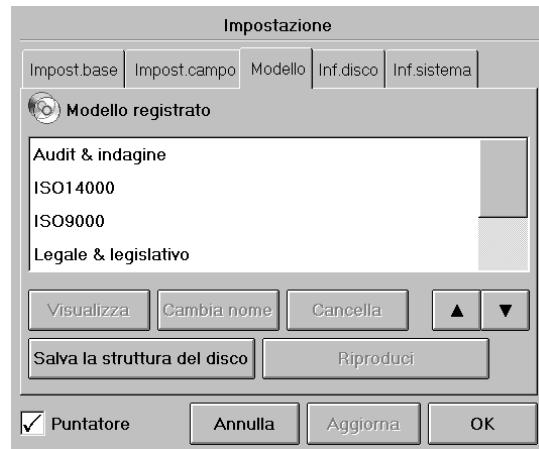 Impostazione
Impost.base Impost.campo Modello Inf.disco Inf.sistema
Modello registrato
Audit & indagine
ISO14000
ISO9000
Legale & legislativo
Visualizza Cambia nome Cancella
Salva la struttura del disco Riproduci
Puntatore Annulla Aggiorna OK